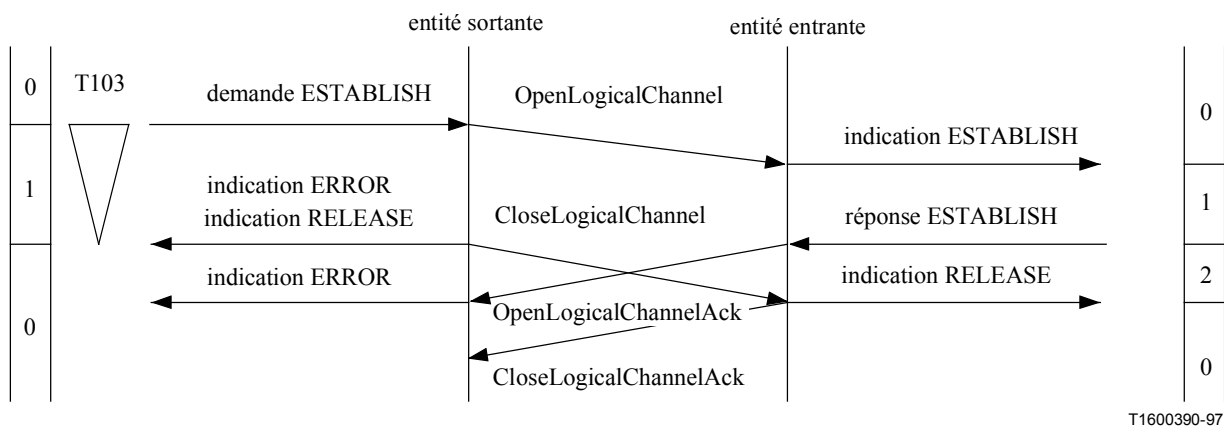 entité sortante
entité entrante
0
T103
demande ESTABLISH
OpenLogicalChannel
0
indication ESTABLISH
1
indication ERROR
indication RELEASE
CloseLogicalChannel
réponse ESTABLISH
1
indication ERROR
indication RELEASE
2
0
OpenLogicalChannelAck
CloseLogicalChannelAck
0
T1600390-97